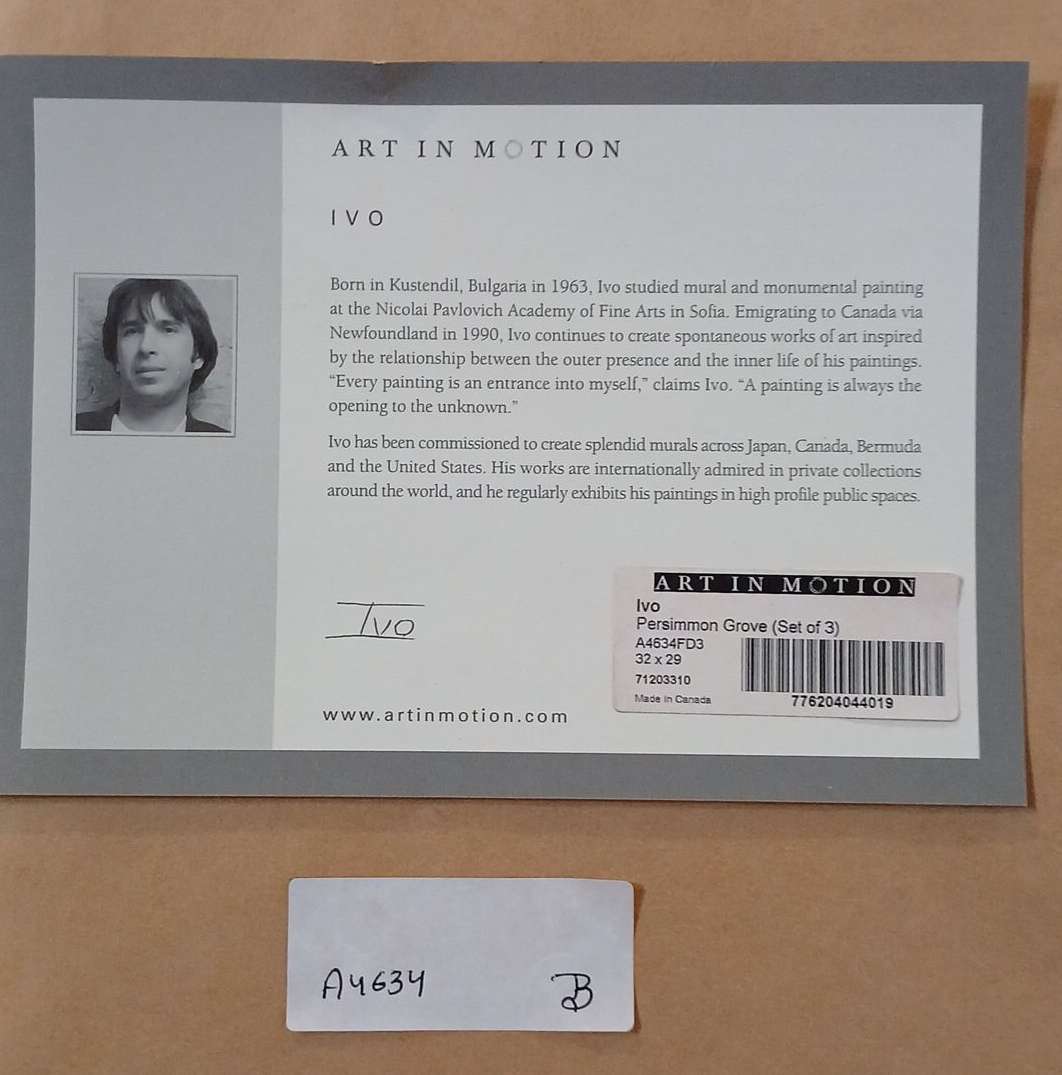 ART IN MOTION
IVO
Born in Kustendil, Bulgaria in 1963, Ivo studied mural and monumental painting
at the Nicolai Pavlovich Academy of Fine Arts in Sofia. Emigrating to Canada via
Newfoundland in 1990, Ivo continues to create spontaneous works of art inspired
by the relationship between the outer presence and the inner life of his paintings.
“Every painting is an entrance into myself,” claims Ivo. “A painting is always the
opening to the unknown.”
Ivo has been commissioned to create splendid murals across Japan, Canada, Bermuda
and the United States. His works are internationally admired in private collections
around the world, and he regularly exhibits his paintings in high profile public spaces.
Ivo
www.artinmotion.com
ART IN MOTION
Ivo
Persimmon Grove (Set of 3)
A4634FD3
32 x 29
71203310
Made in Canada
776204044019
A4634 B